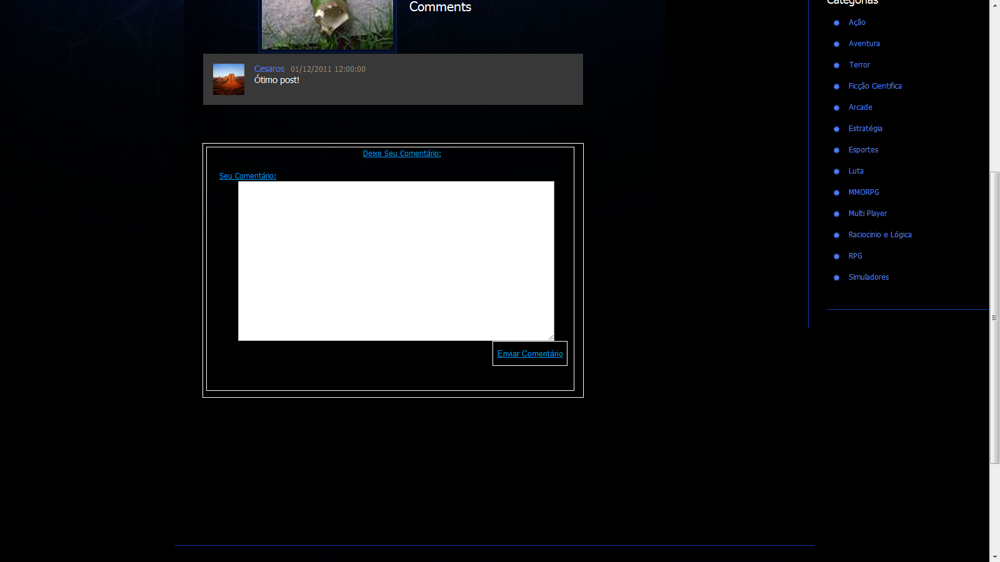 Comments
Cesaros 01/12/2011 12:00:00
Ótimo post!
Deixe Seu Comentário:
Seu Comentário:
Enviar Comentário
Categorias
Ação
Aventura
Terror
Ficção Cientifica
Arcade
Estratégia
Esportes
Luta
MMORPG
Multi Player
Raciocinio e Lógica
RPG
Simuladores